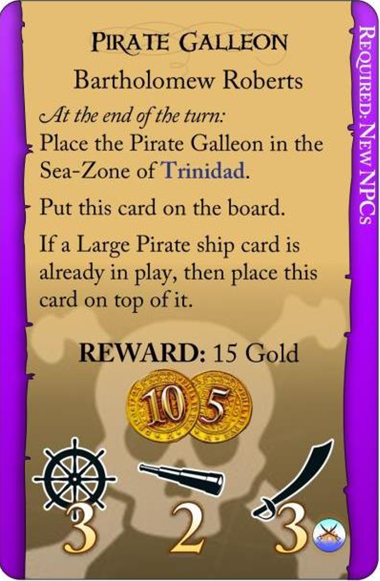 PIRATE GALLEON
Bartholomew Roberts
At the end of the turn:
Place the Pirate Galleon in the
Sea-Zone of Trinidad.
Put this card on the board.
If a Large Pirate ship card is
already in play, then place this
card on top of it.
REWARD: 15 Gold
10 5
3 2 3
REQUIRED: NEW NPCS